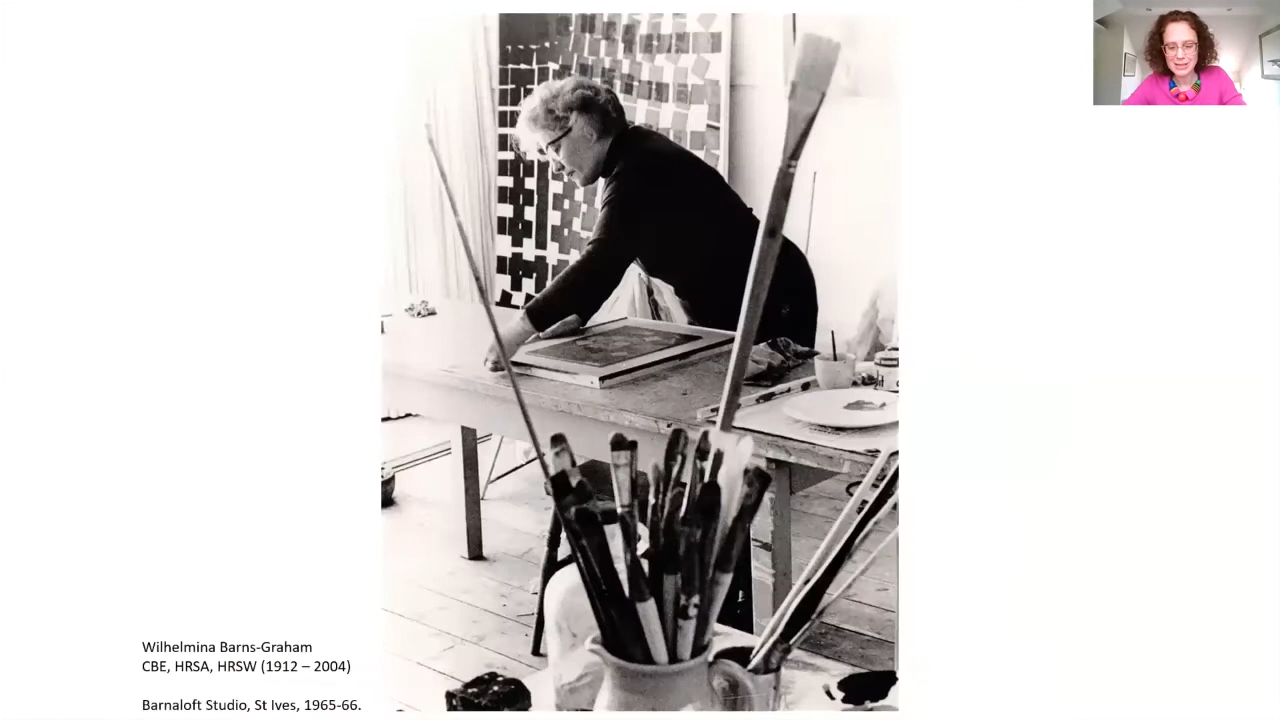 Wilhelmina Barns-Graham
CBE, HRSA, HRSW (1912 – 2004)
Barnaloft Studio, St Ives, 1965-66.